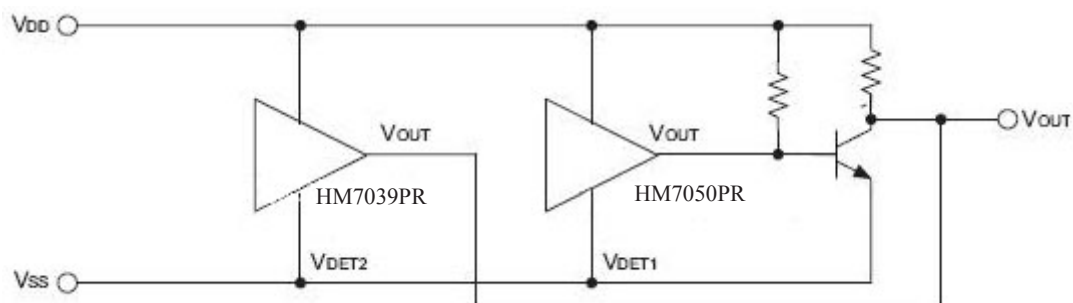 VDD
VOUT
VOUT
VOUT
HM7039PR
HM7050PR
VSS
VDET2
VDET1